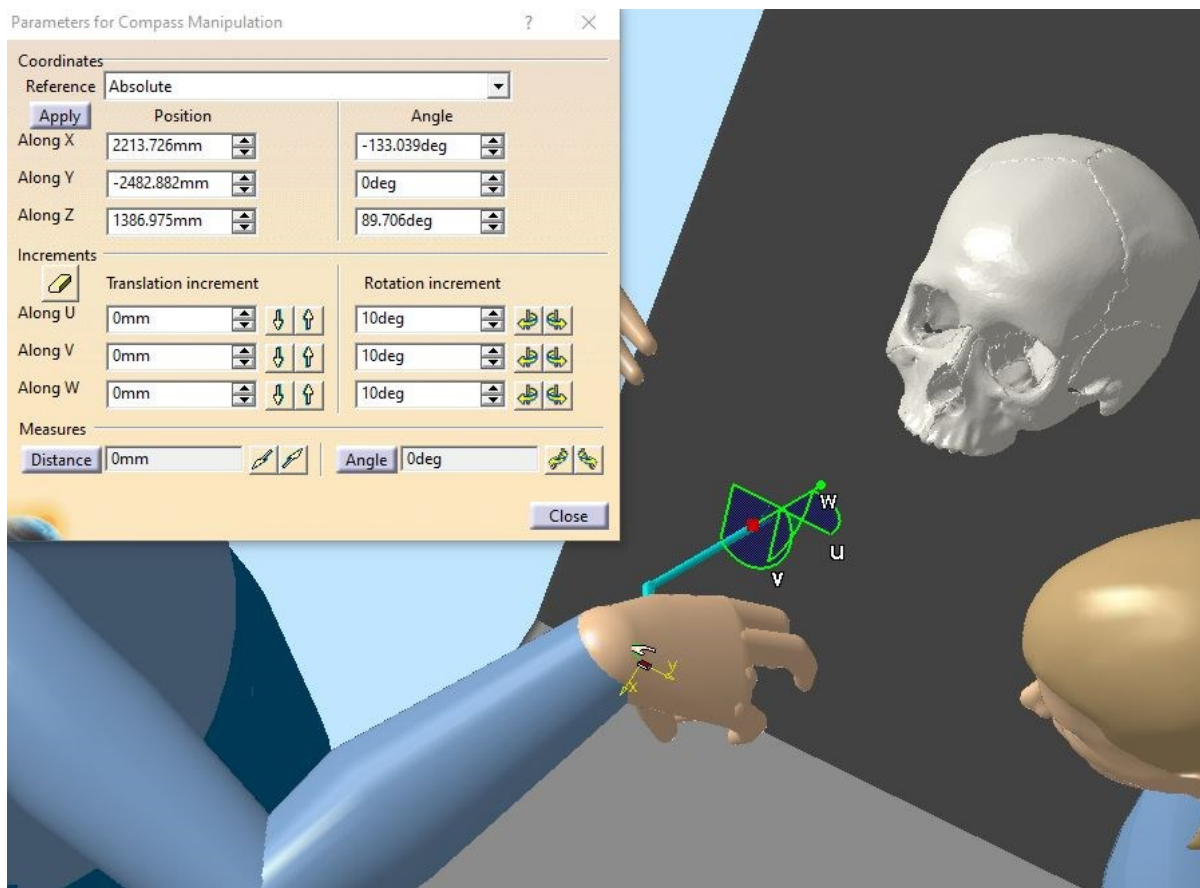 Parameters for Compass Manipulation ? ×
Coordinates
Reference Absolute
Apply Position Angle
Along X 2213.726mm -133.039deg
Along Y -2482.882mm 0deg
Along Z 1386.975mm 89.706deg
Increments
Translation increment Rotation increment
Along U 0mm 10deg
Along V 0mm 10deg
Along W 0mm 10deg
Measures
Distance 0mm Angle 0deg
Close
w
u
v
y
x